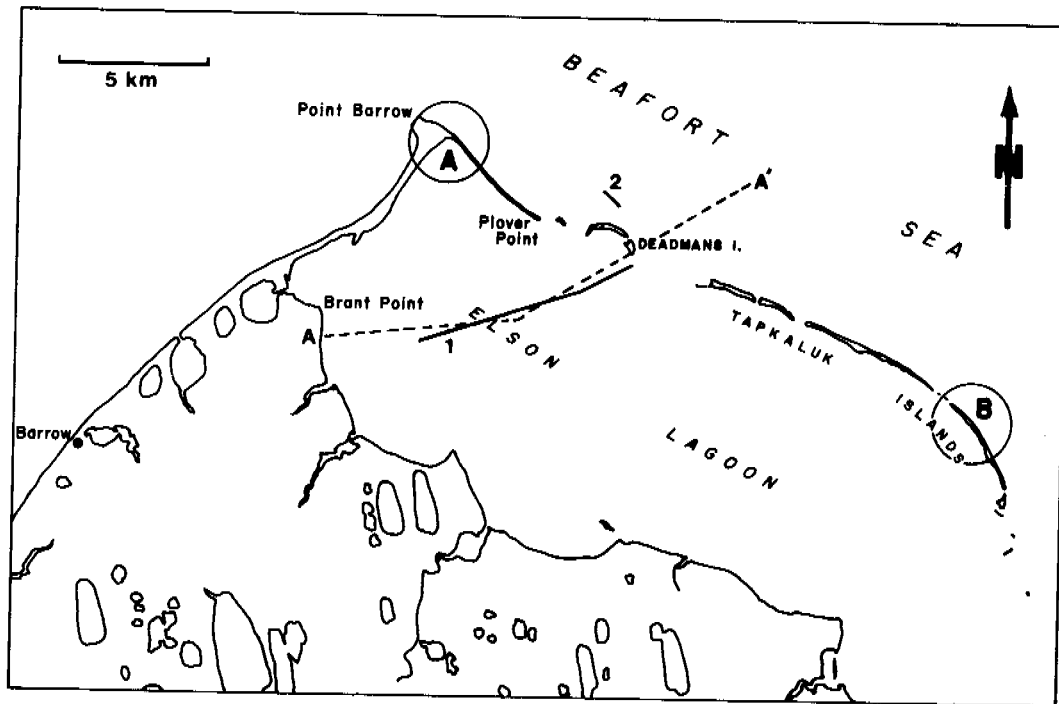 5 km
BEAFORT
SEA
N
Point Barrow
A
2
A'
Plover
Point
DEADMANS I.
Brant Point
A
1
ELSON
LAGOON
TAPKALUK
ISLANDS
B
Barrow